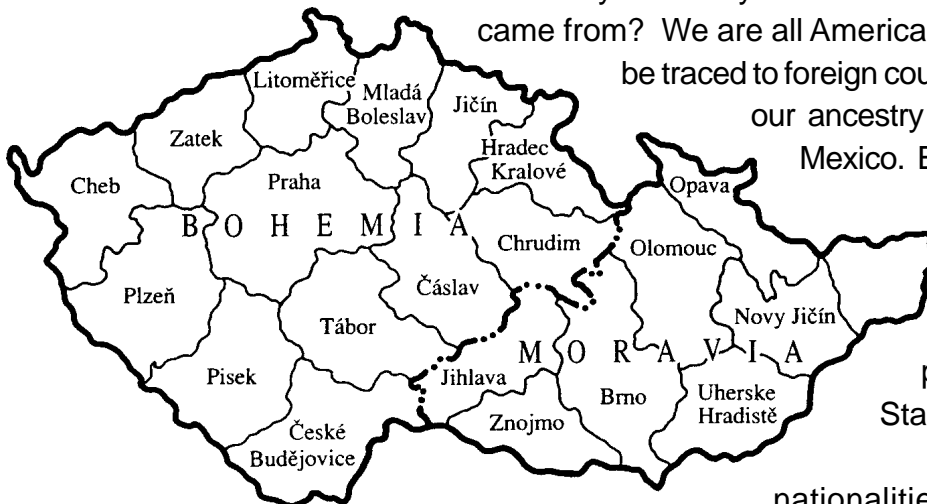 came from? We are all America
be traced to foreign cou
our ancestry
Mexico. E
Litoměřice
Mladá
Boleslav
Jičín
Zatek
Hradec
Kralové
Cheb
Praha
Opava
BOHEMIA
Chrudim
Olomouc
Plzeň
Čáslav
Tábor
Novy Jičín
MORAVIA
Pisek
Jihlava
Brno
Uherske
Hradistě
p
Sta
České
Budějovice
Znojmo
nationalitie